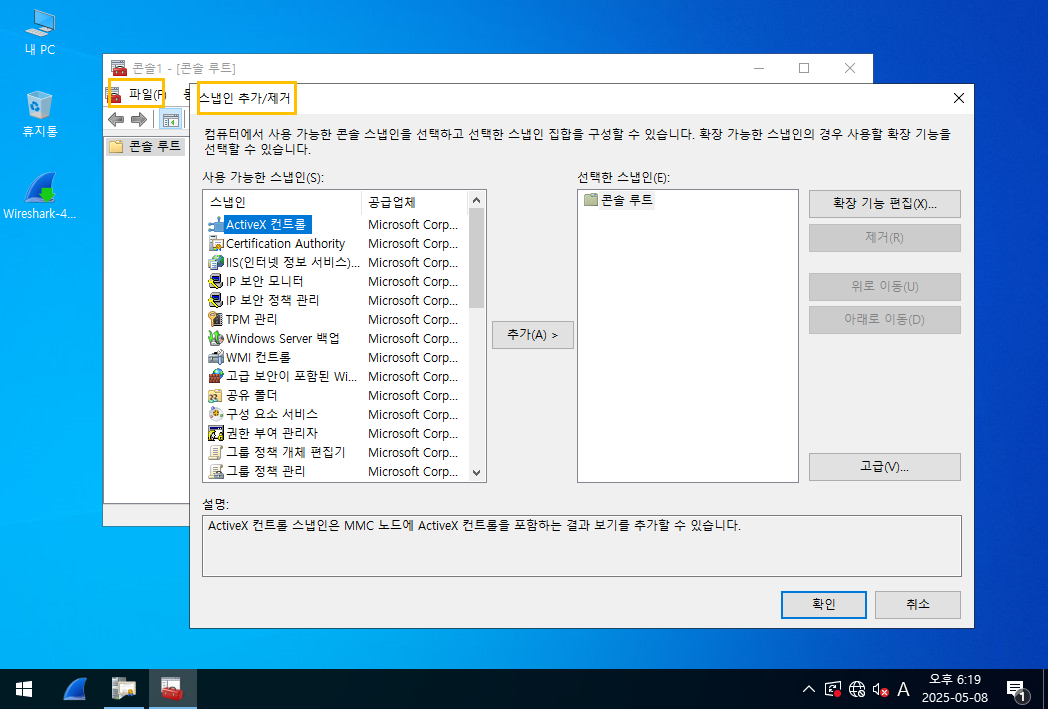 내 PC
휴지통
Wireshark-4...
콘솔1 - [콘솔 루트]
파일(F)
콘솔 루트
스냅인 추가/제거
컴퓨터에서 사용 가능한 콘솔 스냅인을 선택하고 선택한 스냅인 집합을 구성할 수 있습니다. 확장 가능한 스냅인의 경우 사용할 확장 기능을
선택할 수 있습니다.
사용 가능한 스냅인(S):
스냅인 공급업체
ActiveX 컨트롤 Microsoft Corp...
Certification Authority Microsoft Corp...
IIS(인터넷 정보 서비스)... Microsoft Corp...
IP 보안 모니터 Microsoft Corp...
IP 보안 정책 관리 Microsoft Corp...
TPM 관리 Microsoft Corp...
Windows Server 백업 Microsoft Corp...
WMI 컨트롤 Microsoft Corp...
고급 보안이 포함된 Wi... Microsoft Corp...
공유 폴더 Microsoft Corp...
구성 요소 서비스 Microsoft Corp...
권한 부여 관리자 Microsoft Corp...
그룹 정책 개체 편집기 Microsoft Corp...
그룹 정책 관리 Microsoft Corp...
추가(A) >
선택한 스냅인(E):
콘솔 루트
확장 기능 편집(X)...
제거(R)
위로 이동(U)
아래로 이동(D)
고급(V)...
설명:
ActiveX 컨트롤 스냅인은 MMC 노드에 ActiveX 컨트롤을 포함하는 결과 보기를 추가할 수 있습니다.
확인
취소
A
오후 6:19
2025-05-08
1